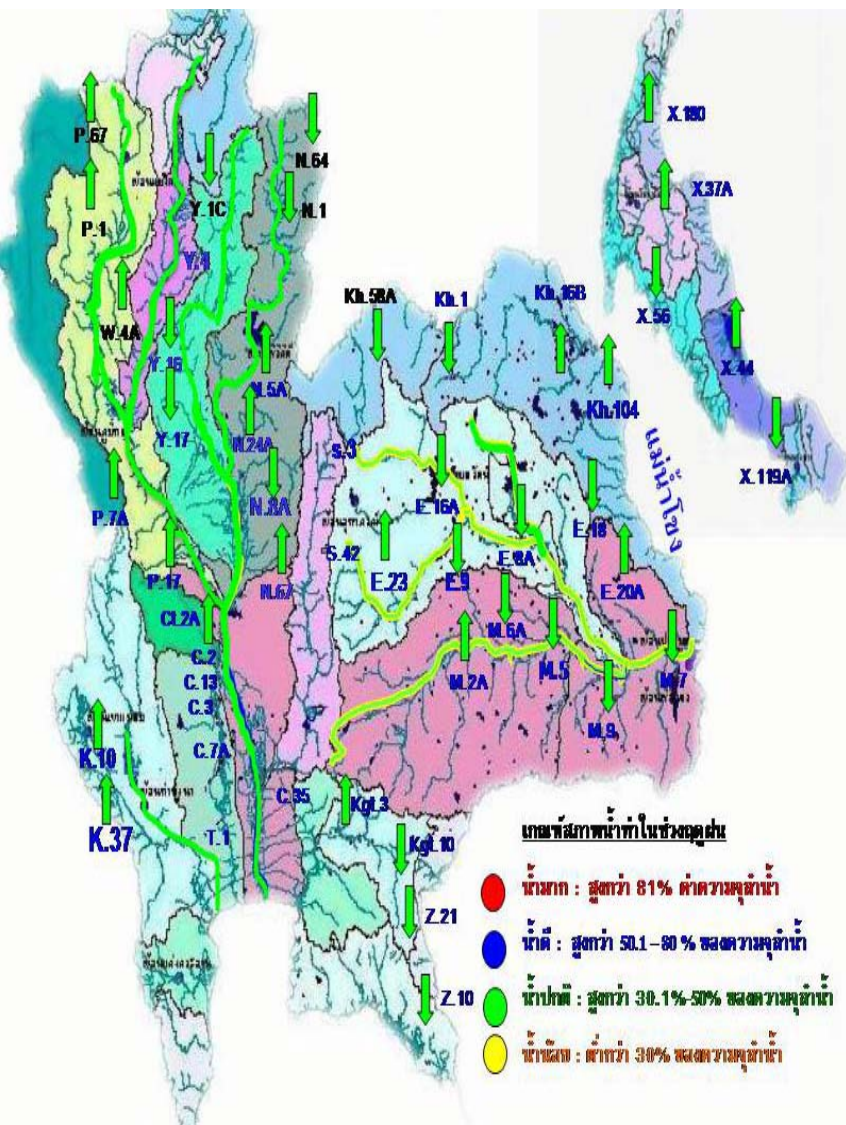 P.67
N.64
X.180
P.1
Y.1C
N.1
X.37A
Y.4
W.4A
Kh.58A
Kh.1
Kh.16B
X.56
Y.16
N.5A
X.44
Kh.104
Y.17
N.24A
S.3
แม่น้ำโขง
X.119A
P.7A
N.8A
E.16A
E.18
S.42
E.8A
P.17
N.67
E.23
E.9
E.20A
Ct.2A
M.6A
C.2
M.2A
M.5
M.7
C.13
C.3
M.9
K.10
C.7A
C.35
Kgt.3
K.37
T.1
Kgt.10
Z.21
Z.10
เกณฑ์สภาพน้ำท่าในช่วงฤดูฝน
น้ำมาก : สูงกว่า 81% ค่าความจุลำน้ำ
น้ำดี : สูงกว่า 50.1-80 % ของความจุลำน้ำ
น้ำปกติ : สูงกว่า 30.1%-50% ของความจุลำน้ำ
น้ำน้อย : ต่ำกว่า 30% ของความจุลำน้ำ